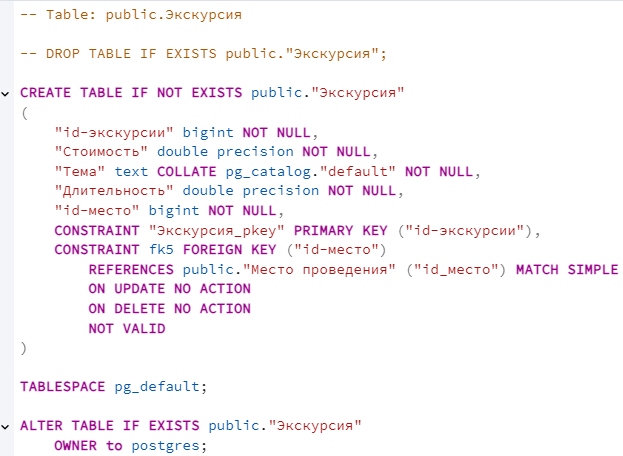 -- Table: public.Экскурсия
-- DROP TABLE IF EXISTS public."Экскурсия";
CREATE TABLE IF NOT EXISTS public."Экскурсия"
(
"id-экскурсии" bigint NOT NULL,
"Стоимость" double precision NOT NULL,
"Тема" text COLLATE pg_catalog."default" NOT NULL,
"Длительность" double precision NOT NULL,
"id-место" bigint NOT NULL,
CONSTRAINT "Экскурсия_pkey" PRIMARY KEY ("id-экскурсии"),
CONSTRAINT fk5 FOREIGN KEY ("id-место")
REFERENCES public."Место проведения" ("id_место") MATCH SIMPLE
ON UPDATE NO ACTION
ON DELETE NO ACTION
NOT VALID
)
TABLESPACE pg_default;
ALTER TABLE IF EXISTS public."Экскурсия"
OWNER to postgres;